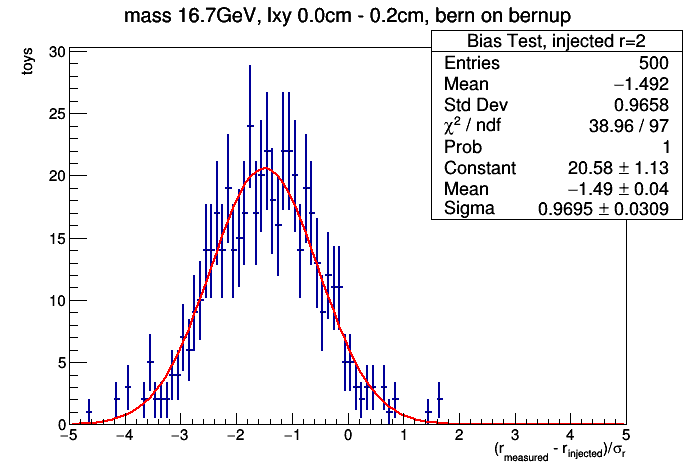 mass 16.7GeV, lxy 0.0cm - 0.2cm, bern on bernup
Bias Test, injected r=2
Entries 500
Mean −1.492
Std Dev 0.9658
χ² / ndf 38.96 / 97
Prob 1
Constant 20.58 ± 1.13
Mean −1.49 ± 0.04
Sigma 0.9695 ± 0.0309
toys
30
25
20
15
10
5
0
−5 −4 −3 −2 −1 0 1 2 3 4 5
(r_measured - r_injected)/σ_r